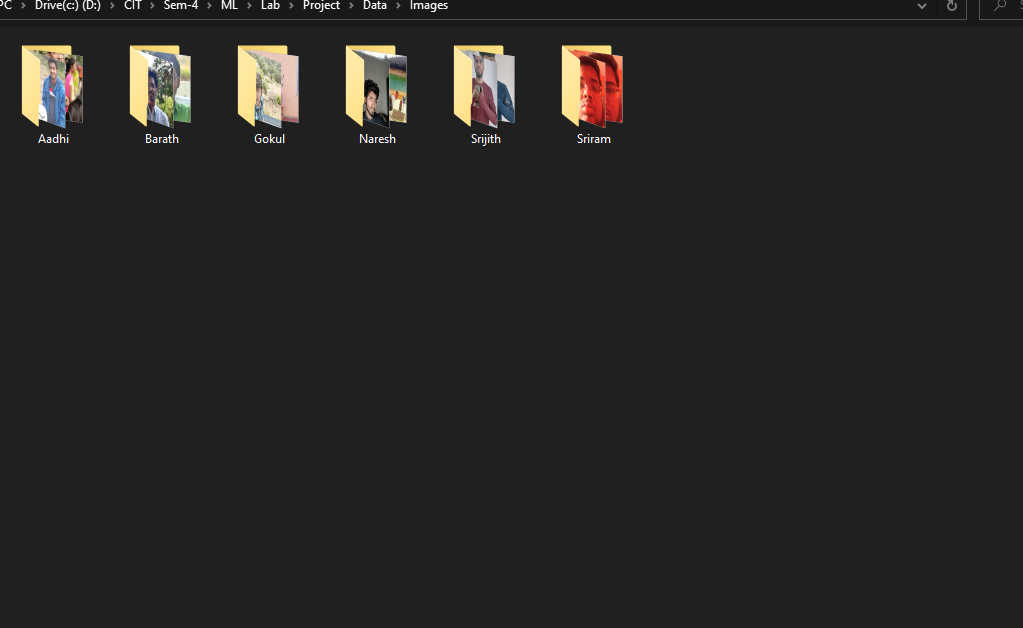 PC > Drive(c:) (D:) > CIT > Sem-4 > ML > Lab > Project > Data > Images
Aadhi Barath Gokul Naresh Srijith Sriram